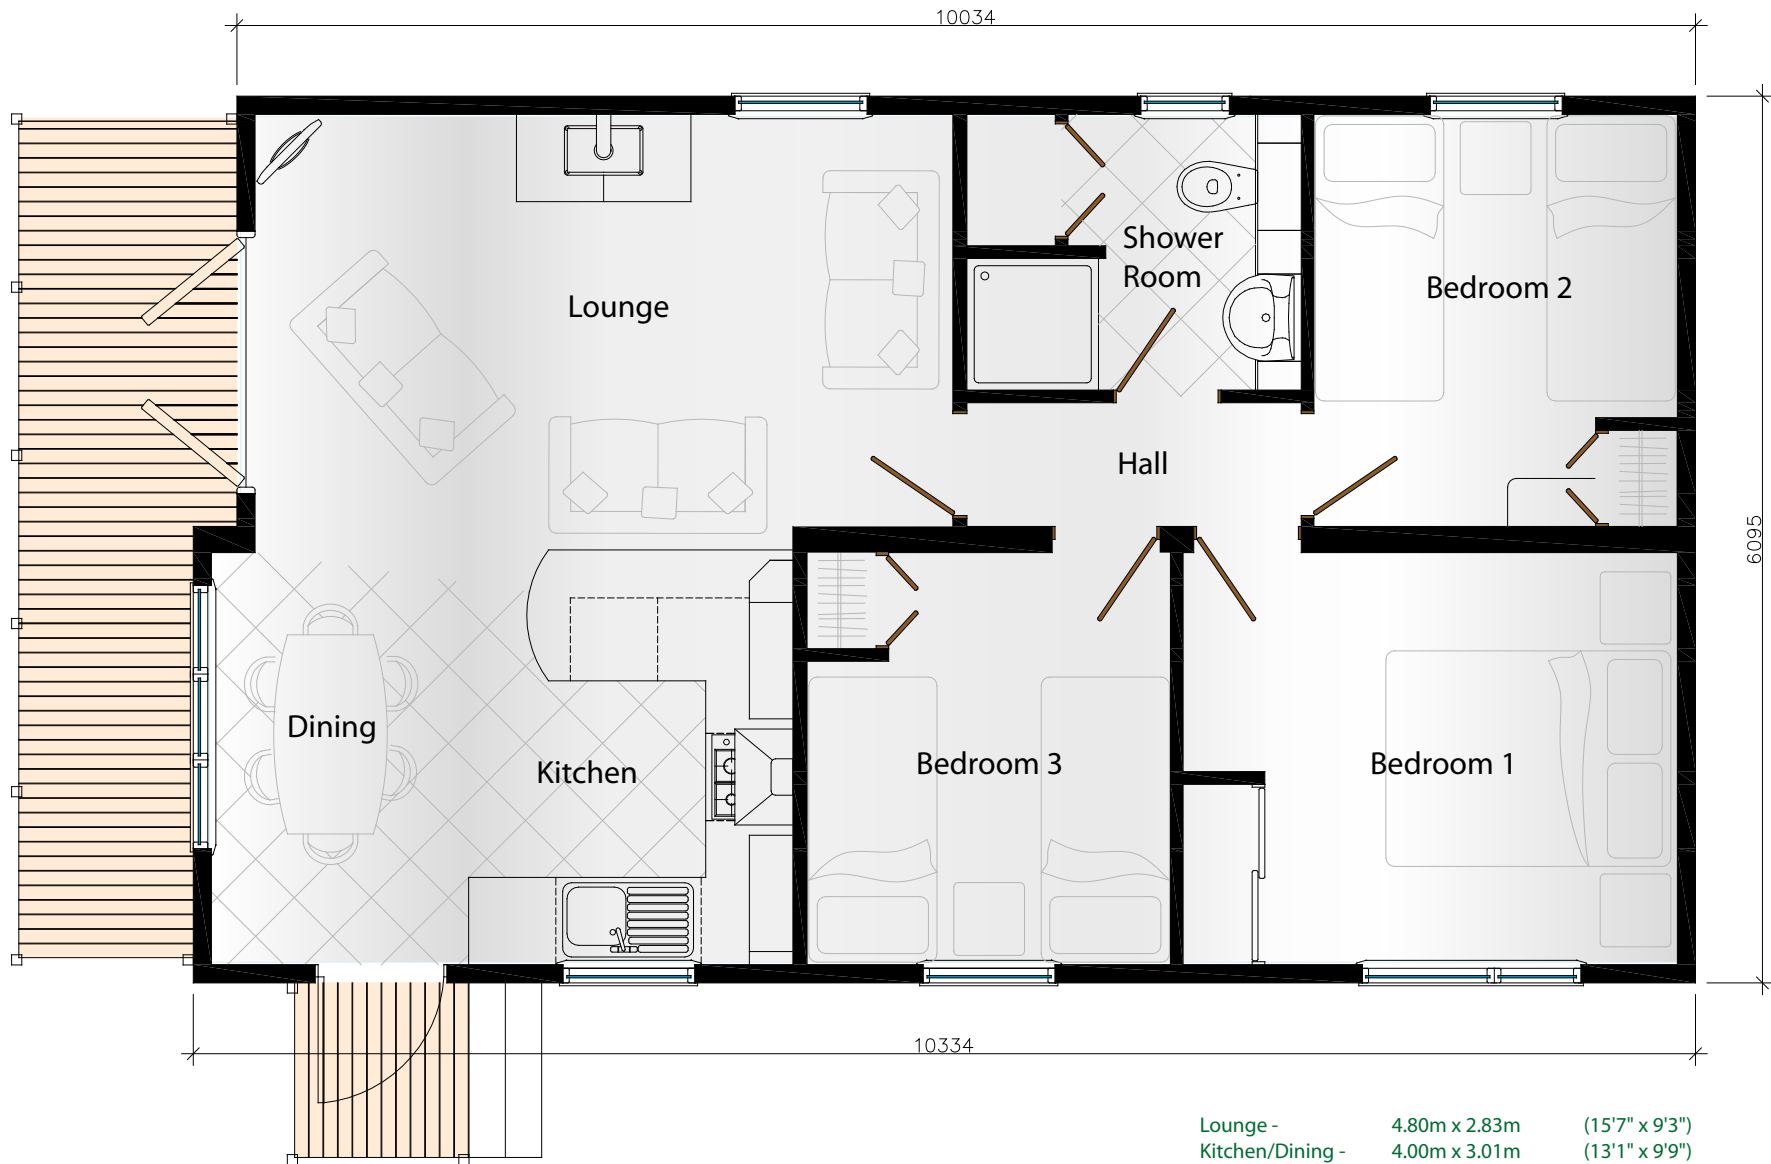 10034
Shower
Room
Bedroom 2
Lounge
Hall
6095
Dining
Kitchen
Bedroom 3
Bedroom 1
10334
Lounge - 4.80m x 2.83m (15'7" x 9'3")
Kitchen/Dining - 4.00m x 3.01m (13'1" x 9'9")